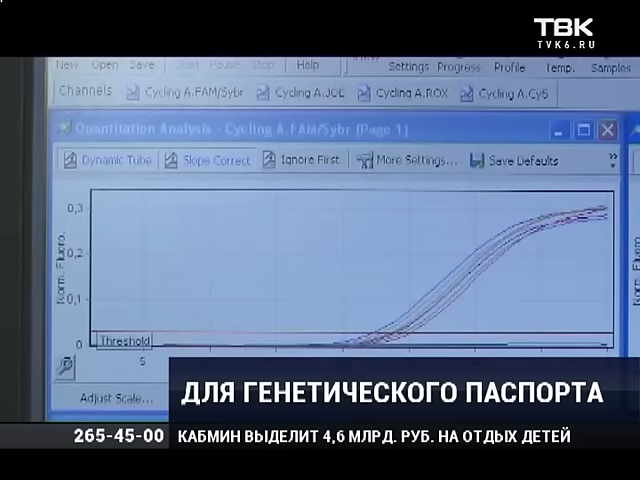 ТВК
TVK6.RU
New Open Save Start Pause Stop Help View Settings Progress Profile Temp. Samples
Channels Cycling A.FAM/Sybr Cycling A.JOE Cycling A.ROX Cycling A.Cy5
Quantitation Analysis - Cycling A.FAM/Sybr (Page 1)
Dynamic Tube Slope Correct Ignore First More Settings... Save Defaults »
0,3
0,2
0,1
0
Norm. Fluoro.
Threshold
5
Adjust Scale...
ДЛЯ ГЕНЕТИЧЕСКОГО ПАСПОРТА
265-45-00 КАБМИН ВЫДЕЛИТ 4,6 МЛРД. РУБ. НА ОТДЫХ ДЕТЕЙ